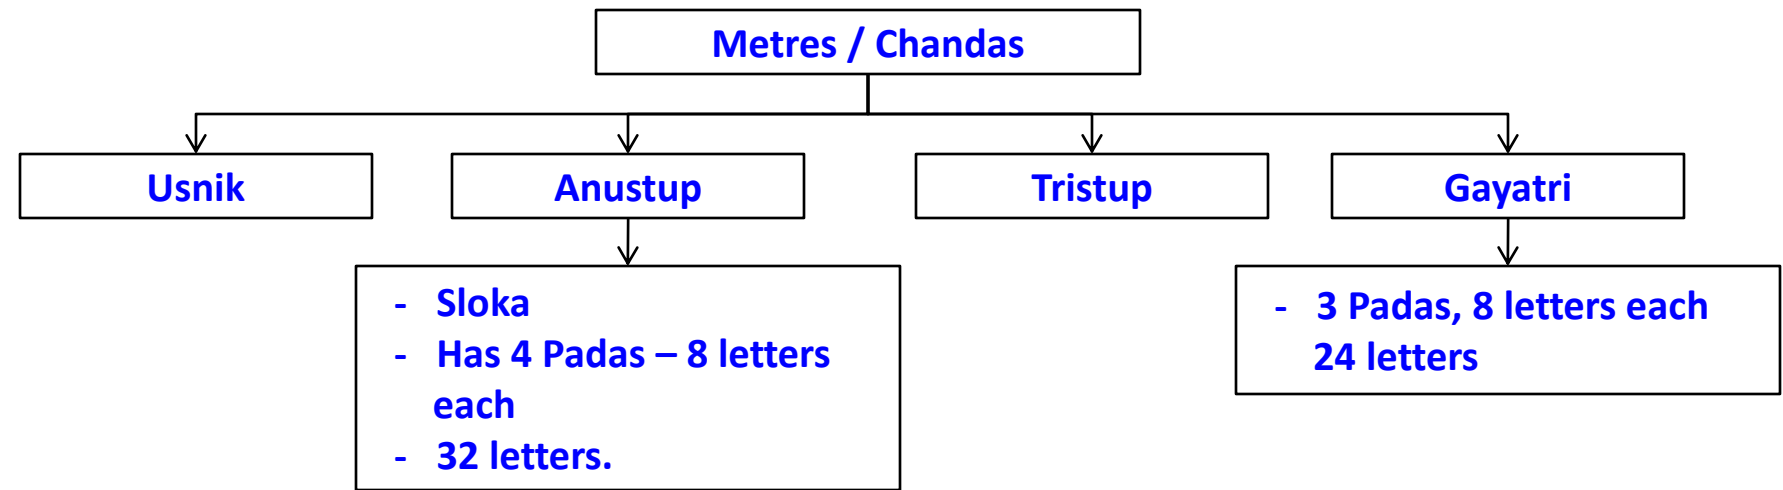 Metres / Chandas
Usnik
Anustup
Tristup
Gayatri
- Sloka
- Has 4 Padas – 8 letters
each
- 32 letters.
- 3 Padas, 8 letters each
24 letters